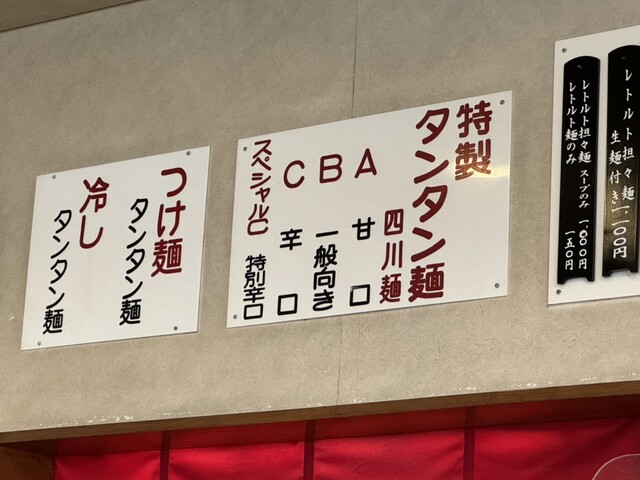 レトルト担々麺
生麺付き 一、一〇〇円
レトルト担々麺 スープのみ 一、〇〇〇円
レトルト麺のみ 一五〇円
特製
タンタン麺
四川麺
A 甘口
B 一般向き
C 辛口
スペシャルC 特別辛口
つけ麺
タンタン麺
冷し
タンタン麺